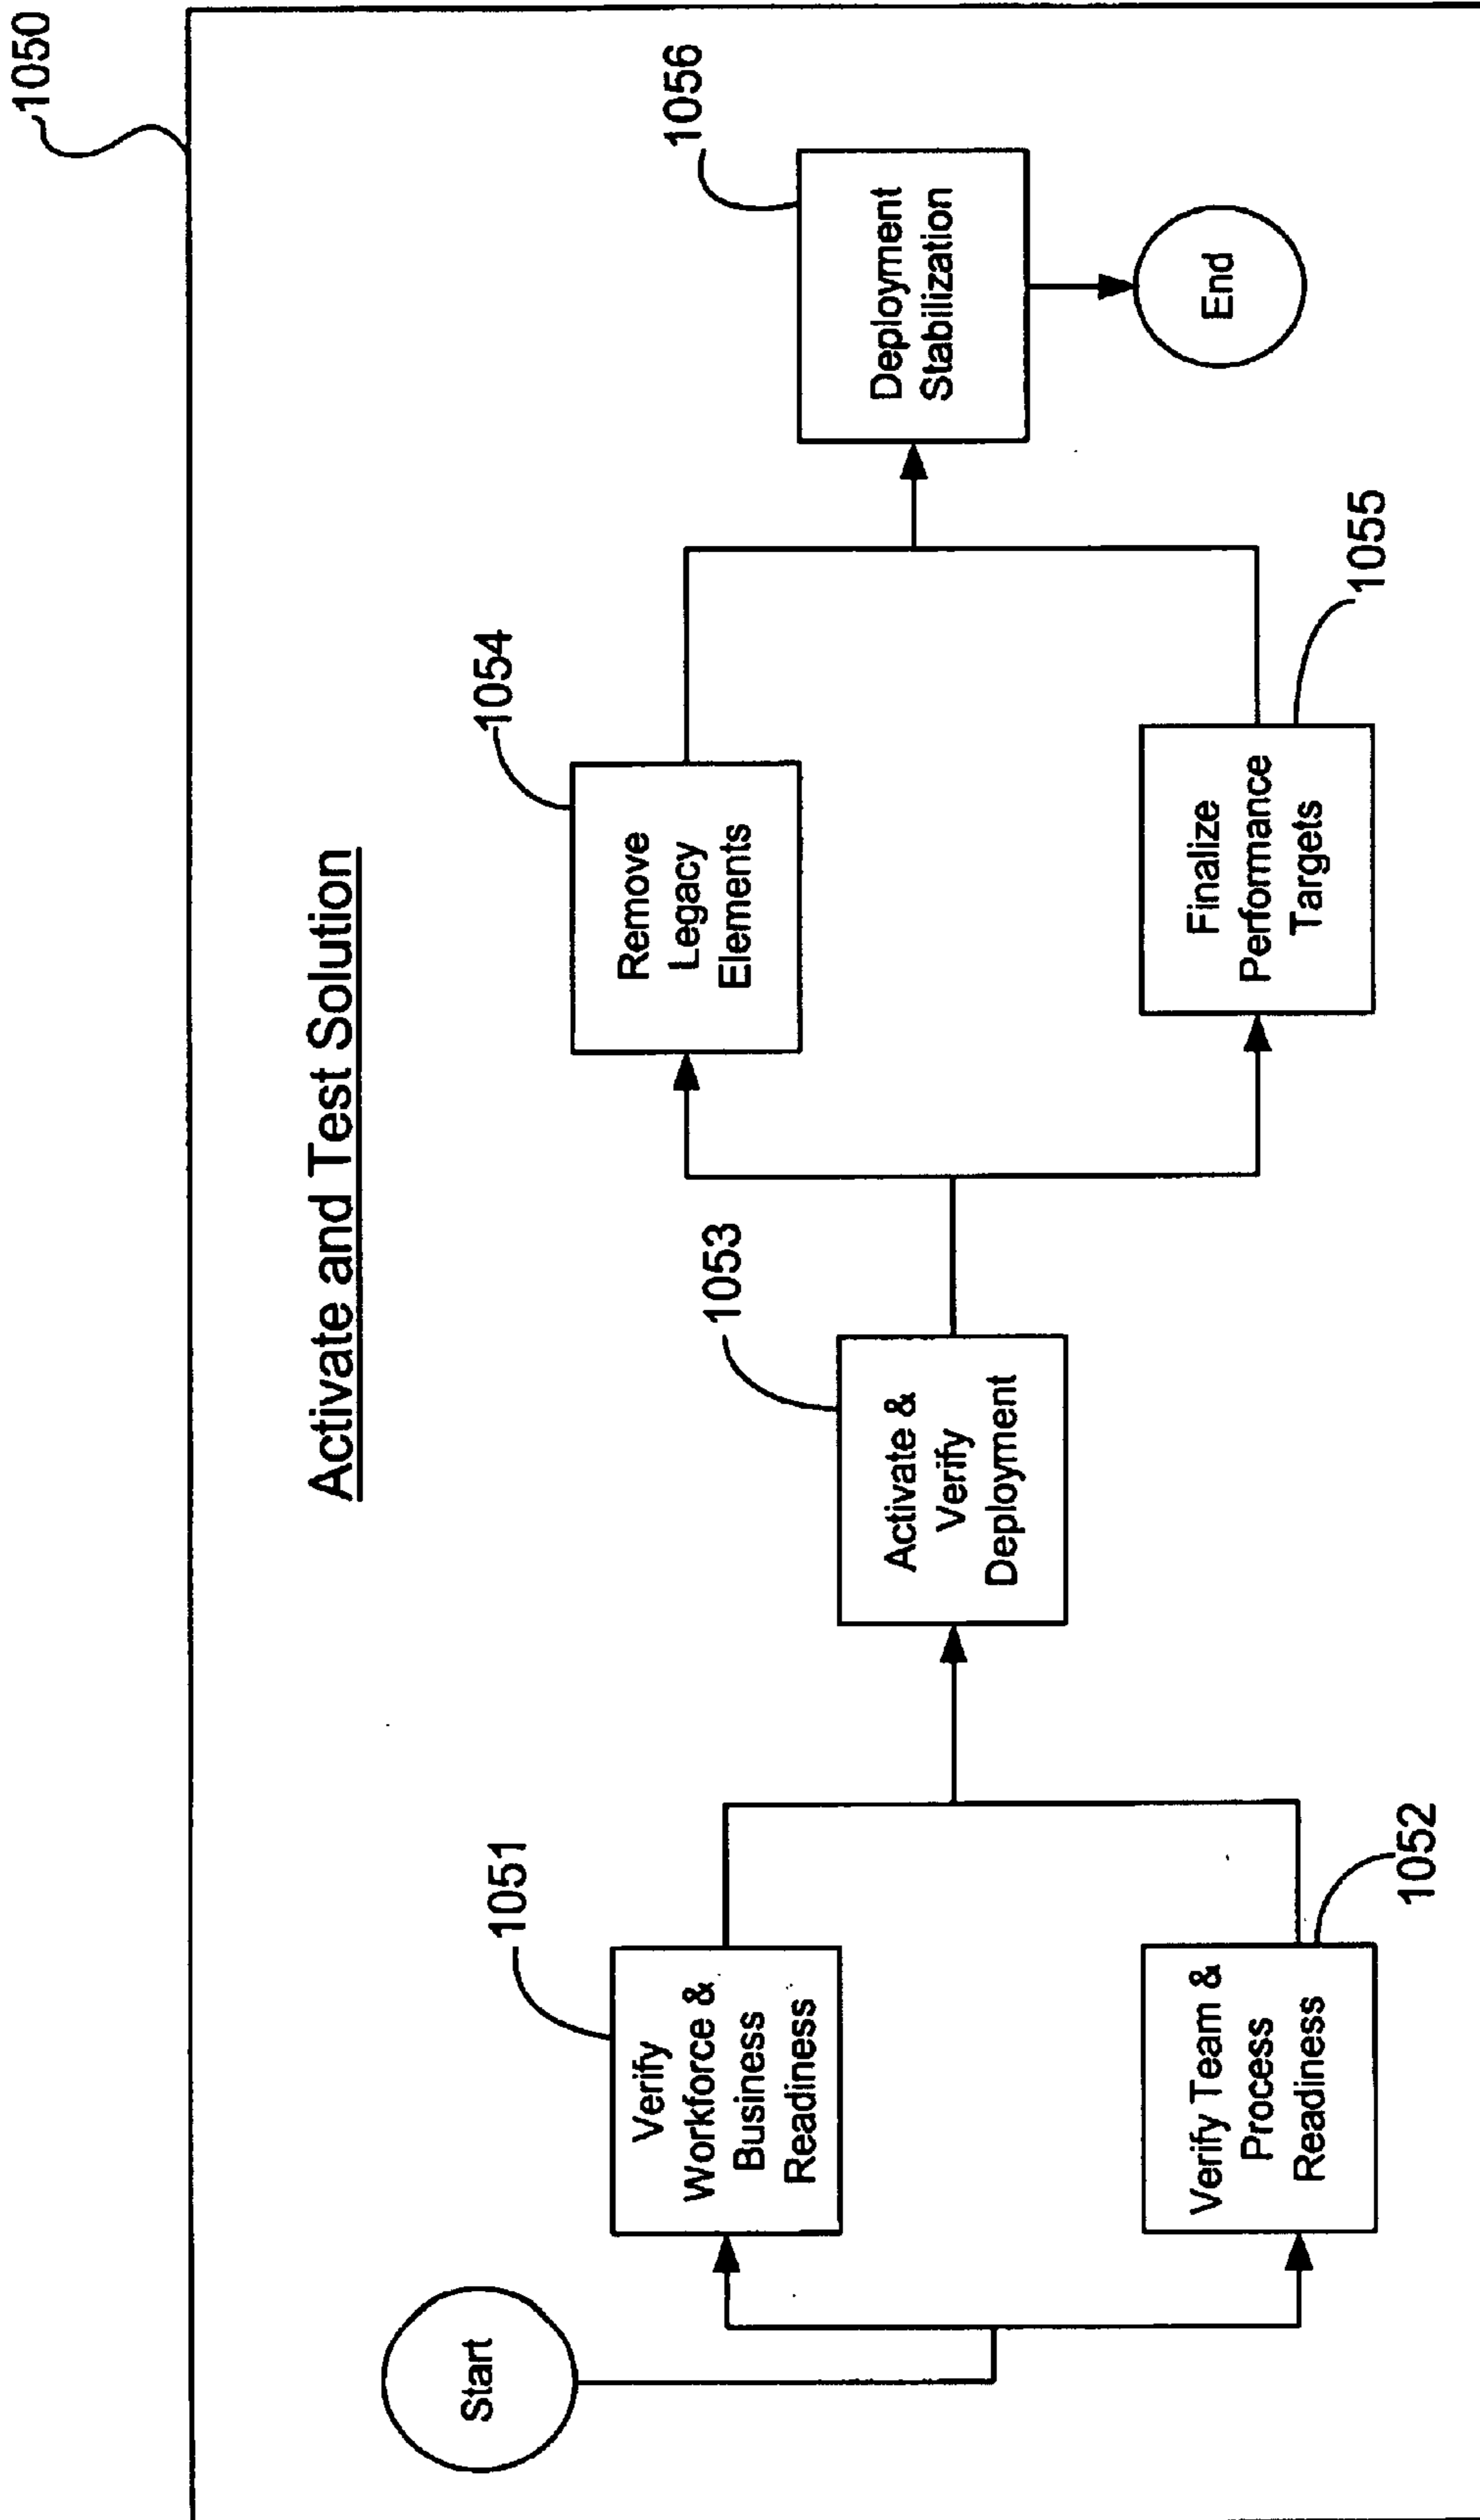 1050
Activate and Test Solution
Start
1051
Verify
Workforce &
Business
Readiness
1052
Verify Team &
Process
Readiness
1053
Activate &
Verify
Deployment
1054
Remove
Legacy
Elements
1055
Finalize
Performance
Targets
1056
Deployment
Stabilization
End